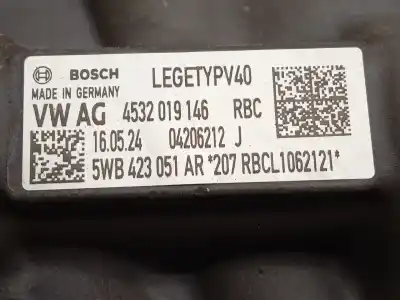 BOSCH LEGETYPV40
MADE IN GERMANY
VW AG 4532 019 146 RBC
16.05.24 04206212 J
5WB 423 051 AR *207 RBCL1062121*